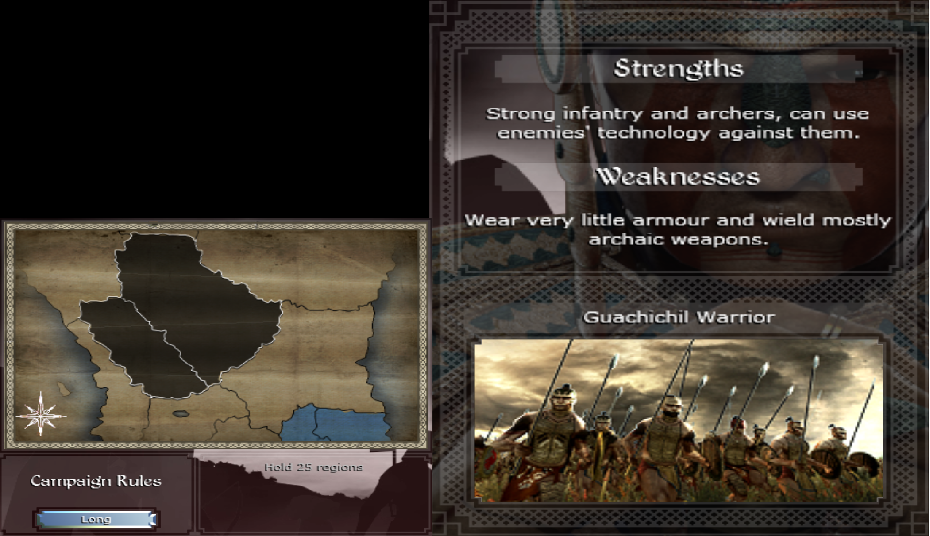 Strengths
Strong infantry and archers, can use
enemies' technology against them.
Weaknesses
Wear very little armour and wield mostly
archaic weapons.
Guachichil Warrior
Hold 25 regions
Campaign Rules
Long